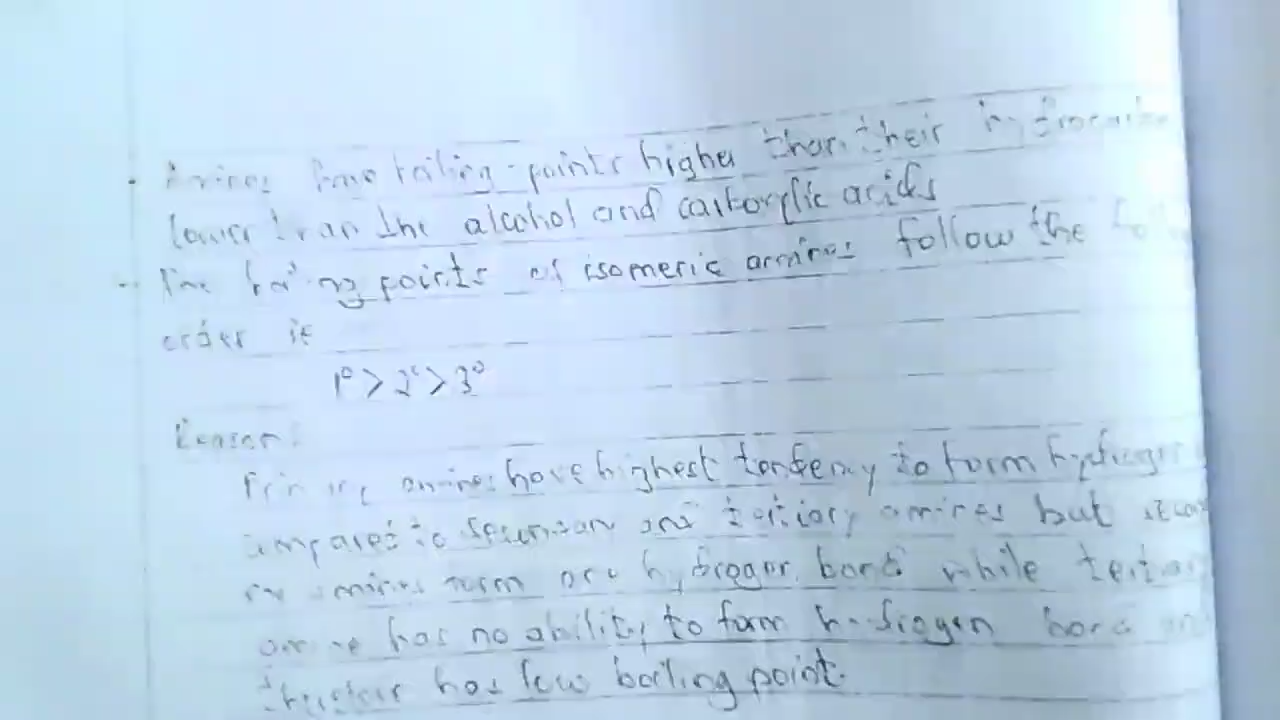 Amines have boiling points higher than their
lower than the alcohol and carboxylic acids
The boiling points of isomeric amines follow the
order ie
1° > 2° > 3°
Reason:
Primary amines have highest tendency to form hydrogen
compared to secondary and tertiary amines but
amines form one hydrogen bond while
amine has no ability to form hydrogen bond
therefore has low boiling point.